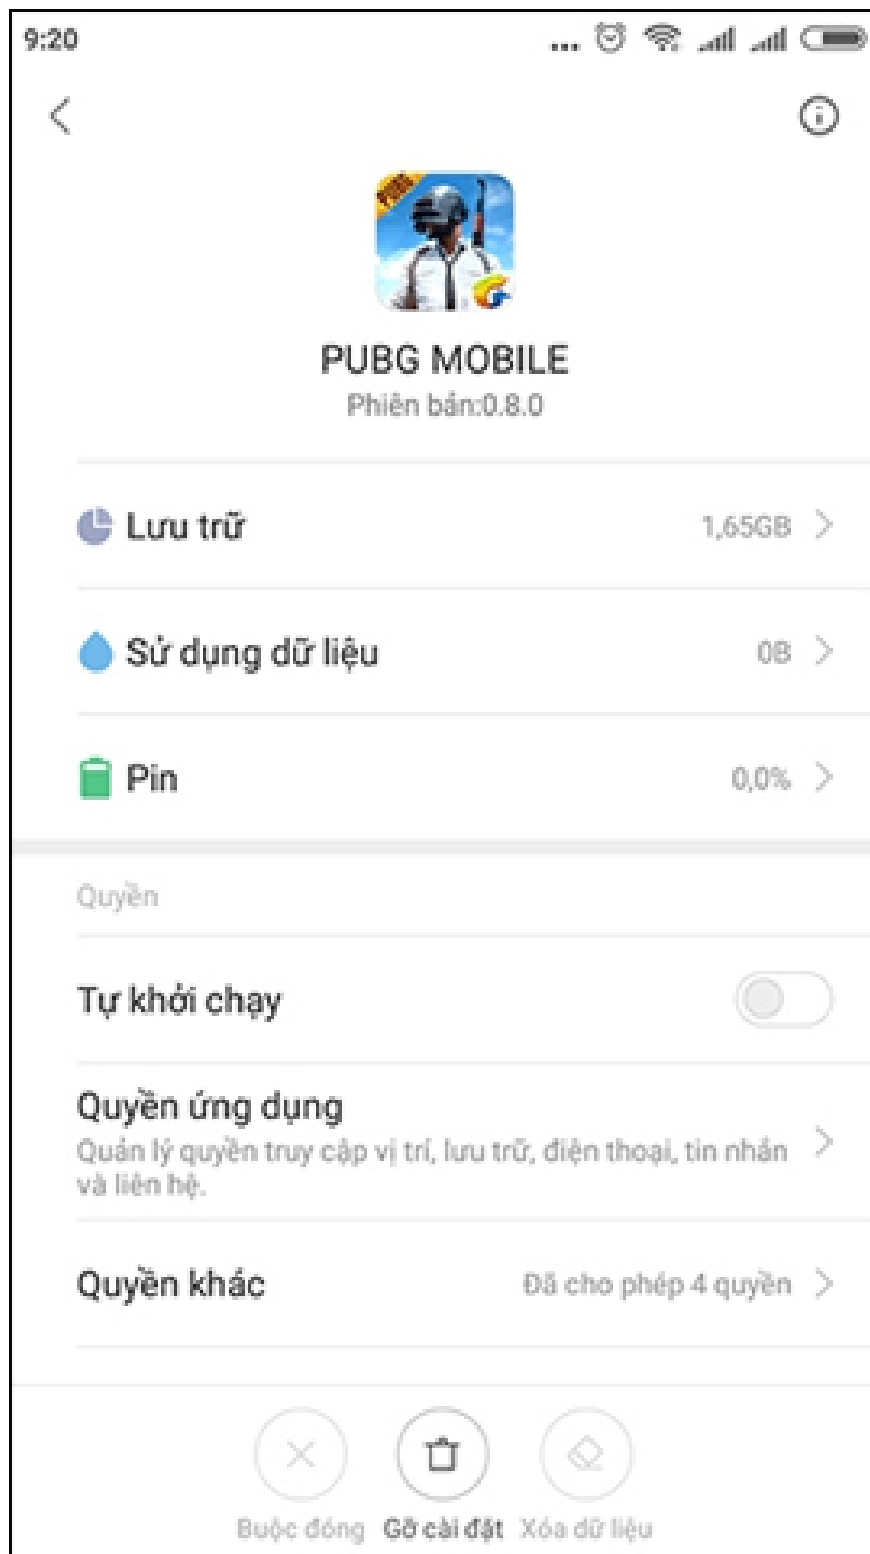 9:20
PUBG
PUBG MOBILE
Phiên bản:0.8.0
Lưu trữ 1,65GB
Sử dụng dữ liệu 0B
Pin 0,0%
Quyền
Tự khởi chạy
Quyền ứng dụng
Quản lý quyền truy cập vị trí, lưu trữ, điện thoại, tin nhắn
và liên hệ.
Quyền khác Đã cho phép 4 quyền
Buộc đóng Gỡ cài đặt Xóa dữ liệu